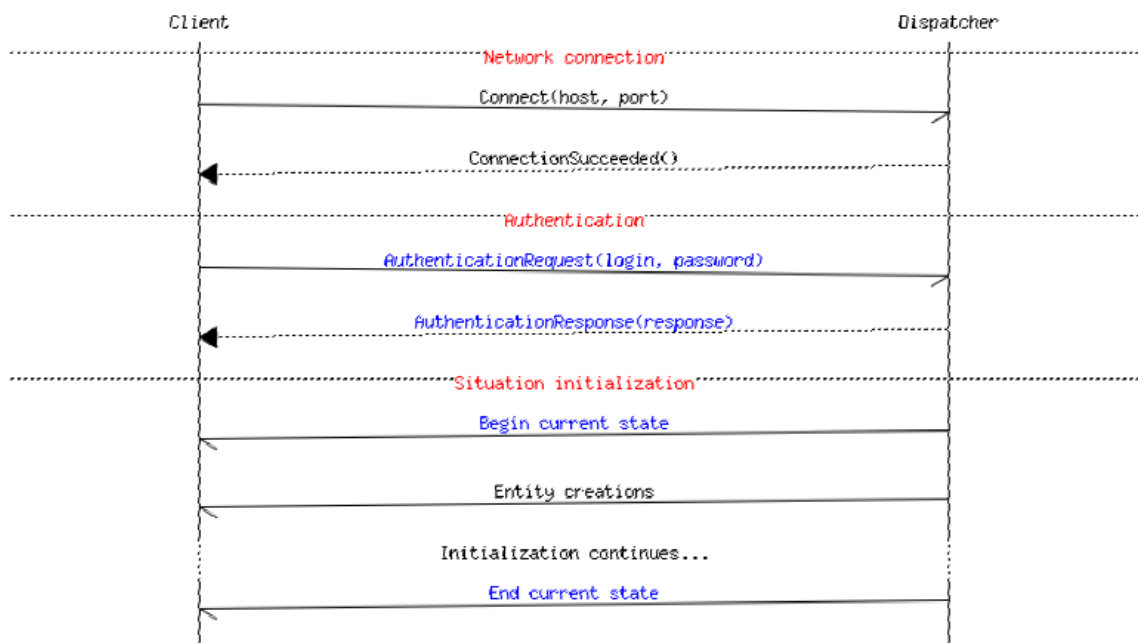 Client
Dispatcher
Network connection
Connect(host, port)
ConnectionSucceeded()
Authentication
AuthenticationRequest(login, password)
AuthenticationResponse(response)
Situation initialization
Begin current state
Entity creations
Initialization continues...
End current state